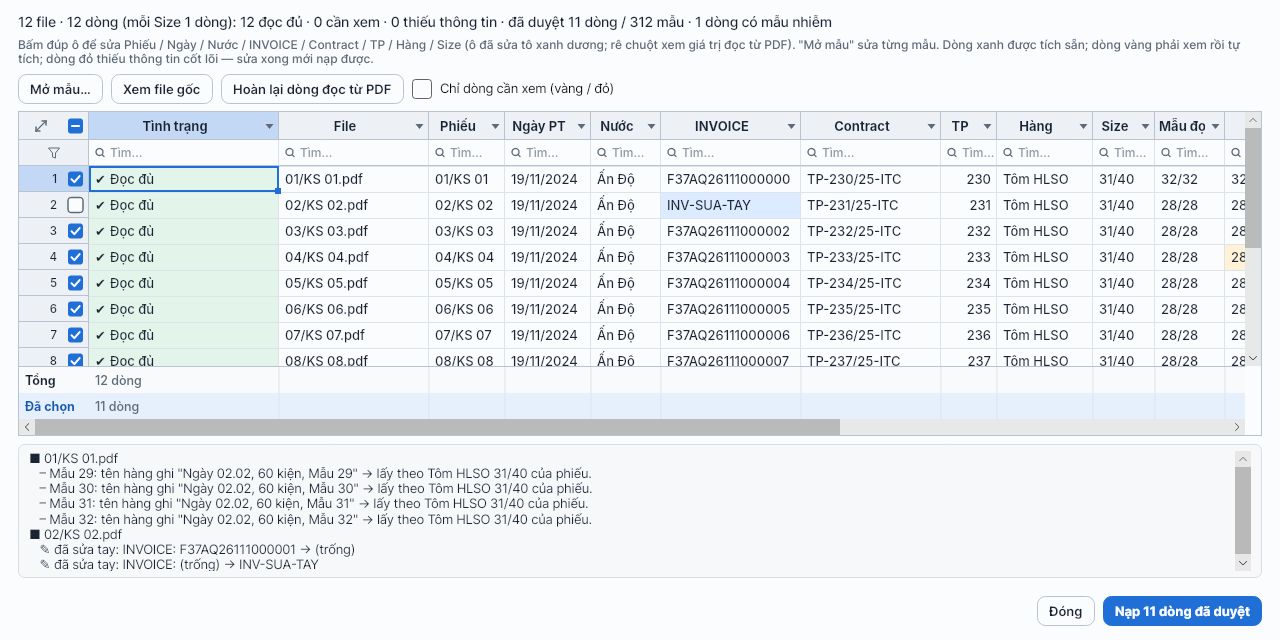 12 file · 12 dòng (mỗi Size 1 dòng): 12 đọc đủ · 0 cần xem · 0 thiếu thông tin · đã duyệt 11 dòng / 312 mẫu · 1 dòng có mẫu nhiễm
Bấm đúp ô để sửa Phiếu / Ngày / Nước / INVOICE / Contract / TP / Hàng / Size (ô đã sửa tô xanh dương; rê chuột xem giá trị đọc từ PDF). "Mở mẫu" sửa từng mẫu. Dòng xanh được tích sẵn; dòng vàng phải xem rồi tự
tích; dòng đỏ thiếu thông tin cốt lõi — sửa xong mới nạp được.
Mở mẫu... Xem file gốc Hoàn lại dòng đọc từ PDF Chỉ dòng cần xem (vàng / đỏ)
Tình trạng File Phiếu Ngày PT Nước INVOICE Contract TP Hàng Size Mẫu đọ
Tìm... Tìm... Tìm... Tìm... Tìm... Tìm... Tìm... Tìm... Tìm... Tìm... Tìm...
1 ✔ Đọc đủ 01/KS 01.pdf 01/KS 01 19/11/2024 Ấn Độ F37AQ26111000000 TP-230/25-ITC 230 Tôm HLSO 31/40 32/32 32
2 ✔ Đọc đủ 02/KS 02.pdf 02/KS 02 19/11/2024 Ấn Độ INV-SUA-TAY TP-231/25-ITC 231 Tôm HLSO 31/40 28/28 28
3 ✔ Đọc đủ 03/KS 03.pdf 03/KS 03 19/11/2024 Ấn Độ F37AQ26111000002 TP-232/25-ITC 232 Tôm HLSO 31/40 28/28 28
4 ✔ Đọc đủ 04/KS 04.pdf 04/KS 04 19/11/2024 Ấn Độ F37AQ26111000003 TP-233/25-ITC 233 Tôm HLSO 31/40 28/28 28
5 ✔ Đọc đủ 05/KS 05.pdf 05/KS 05 19/11/2024 Ấn Độ F37AQ26111000004 TP-234/25-ITC 234 Tôm HLSO 31/40 28/28 28
6 ✔ Đọc đủ 06/KS 06.pdf 06/KS 06 19/11/2024 Ấn Độ F37AQ26111000005 TP-235/25-ITC 235 Tôm HLSO 31/40 28/28 28
7 ✔ Đọc đủ 07/KS 07.pdf 07/KS 07 19/11/2024 Ấn Độ F37AQ26111000006 TP-236/25-ITC 236 Tôm HLSO 31/40 28/28 28
8 ✔ Đọc đủ 08/KS 08.pdf 08/KS 08 19/11/2024 Ấn Độ F37AQ26111000007 TP-237/25-ITC 237 Tôm HLSO 31/40 28/28 28
Tổng 12 dòng
Đã chọn 11 dòng
■ 01/KS 01.pdf
– Mẫu 29: tên hàng ghi "Ngày 02.02, 60 kiện, Mẫu 29" → lấy theo Tôm HLSO 31/40 của phiếu.
– Mẫu 30: tên hàng ghi "Ngày 02.02, 60 kiện, Mẫu 30" → lấy theo Tôm HLSO 31/40 của phiếu.
– Mẫu 31: tên hàng ghi "Ngày 02.02, 60 kiện, Mẫu 31" → lấy theo Tôm HLSO 31/40 của phiếu.
– Mẫu 32: tên hàng ghi "Ngày 02.02, 60 kiện, Mẫu 32" → lấy theo Tôm HLSO 31/40 của phiếu.
■ 02/KS 02.pdf
✎ đã sửa tay: INVOICE: F37AQ26111000001 → (trống)
✎ đã sửa tay: INVOICE: (trống) → INV-SUA-TAY
Đóng Nạp 11 dòng đã duyệt